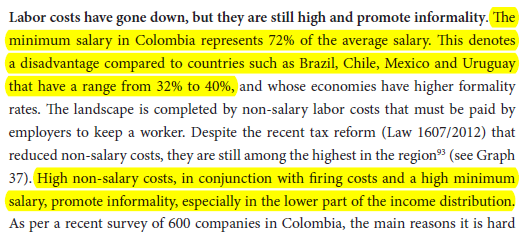 Labor costs have gone down, but they are still high and promote informality. The
minimum salary in Colombia represents 72% of the average salary. This denotes
a disadvantage compared to countries such as Brazil, Chile, Mexico and Uruguay
that have a range from 32% to 40%, and whose economies have higher formality
rates. The landscape is completed by non-salary labor costs that must be paid by
employers to keep a worker. Despite the recent tax reform (Law 1607/2012) that
reduced non-salary costs, they are still among the highest in the region93 (see Graph
37). High non-salary costs, in conjunction with firing costs and a high minimum
salary, promote informality, especially in the lower part of the income distribution.
As per a recent survey of 600 companies in Colombia, the main reasons it is hard